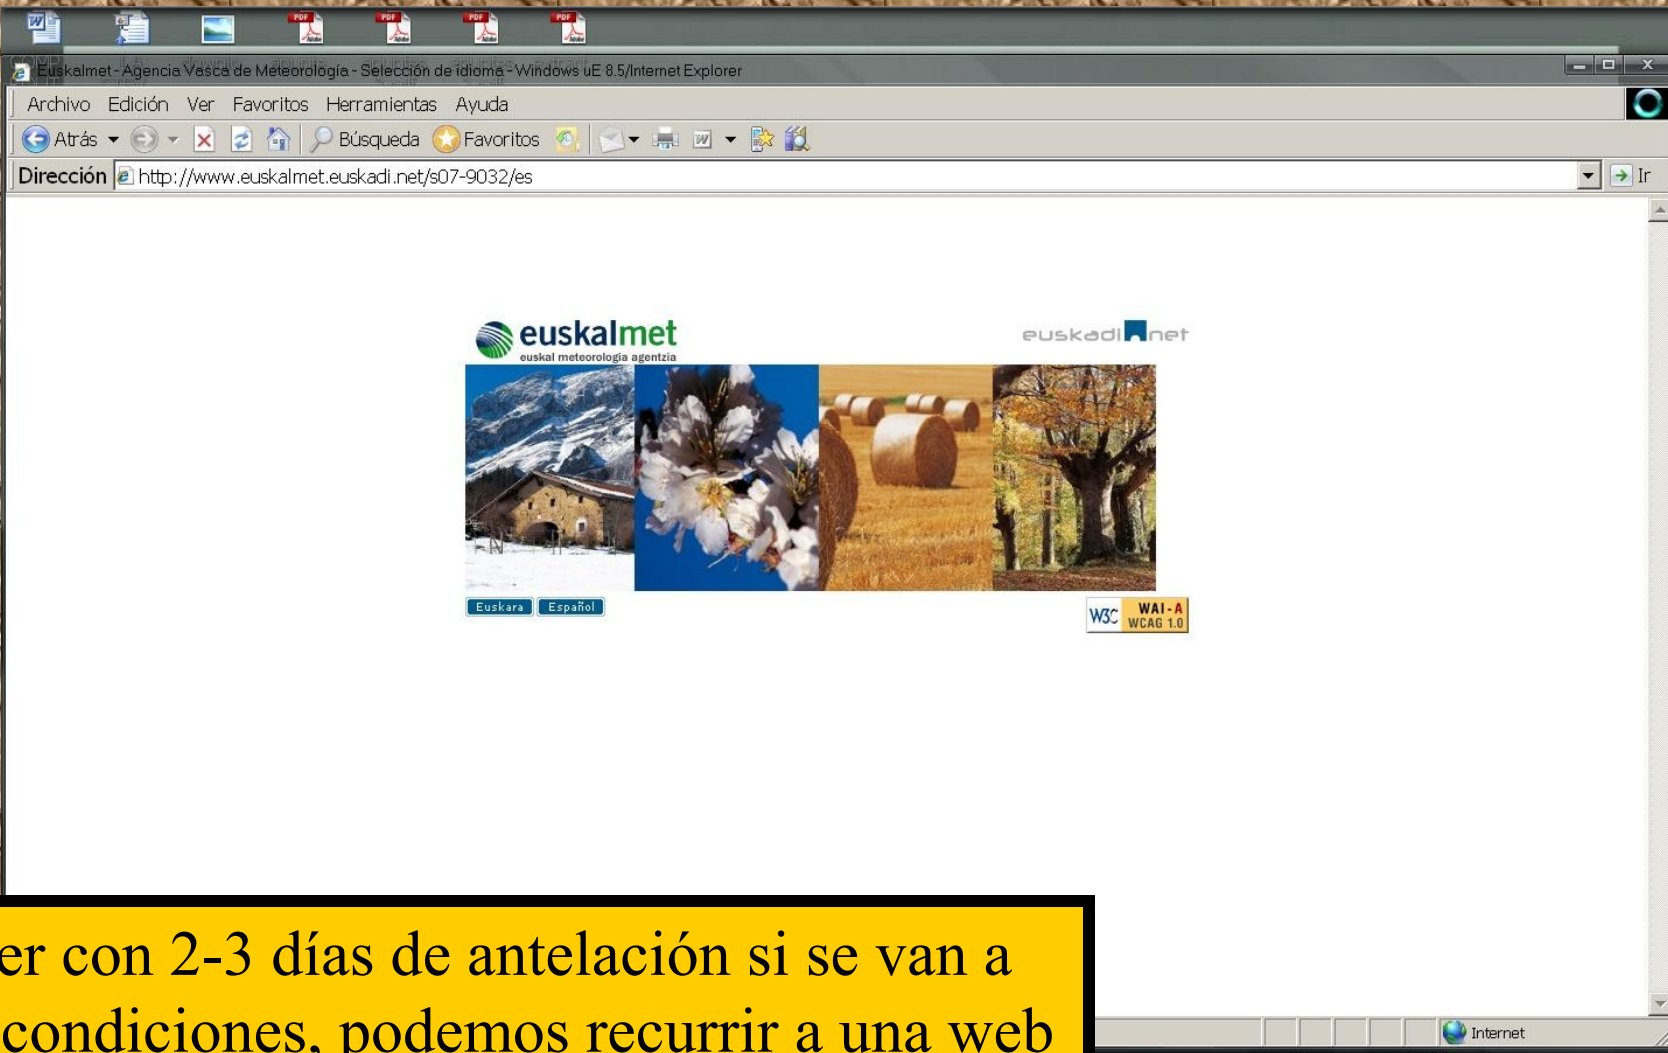 Euskalmet - Agencia Vasca de Meteorología - Selección de idioma - Windows uE 8.5/Internet Explorer
Archivo Edición Ver Favoritos Herramientas Ayuda
Atrás Búsqueda Favoritos
Dirección http://www.euskalmet.euskadi.net/s07-9032/es Ir
euskalmet euskadi net
euskal meteorologia agentzia
Euskara Español W3C WAI-A
WCAG 1.0
er con 2-3 días de antelación si se van a
condiciones, podemos recurrir a una web
Internet